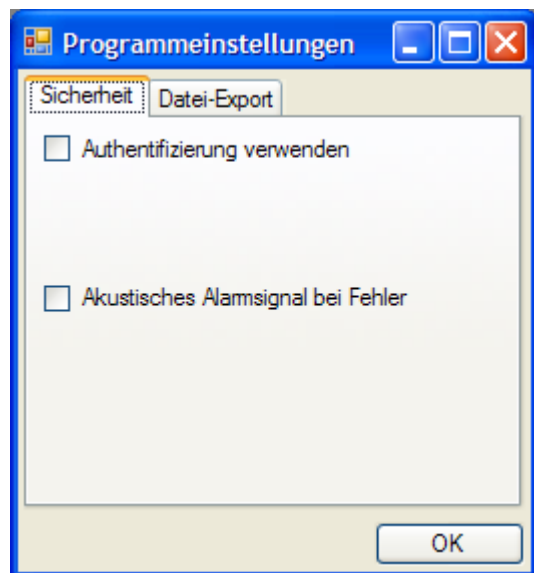 Programmeinstellungen
Sicherheit Datei-Export
Authentifizierung verwenden
Akustisches Alarmsignal bei Fehler
OK